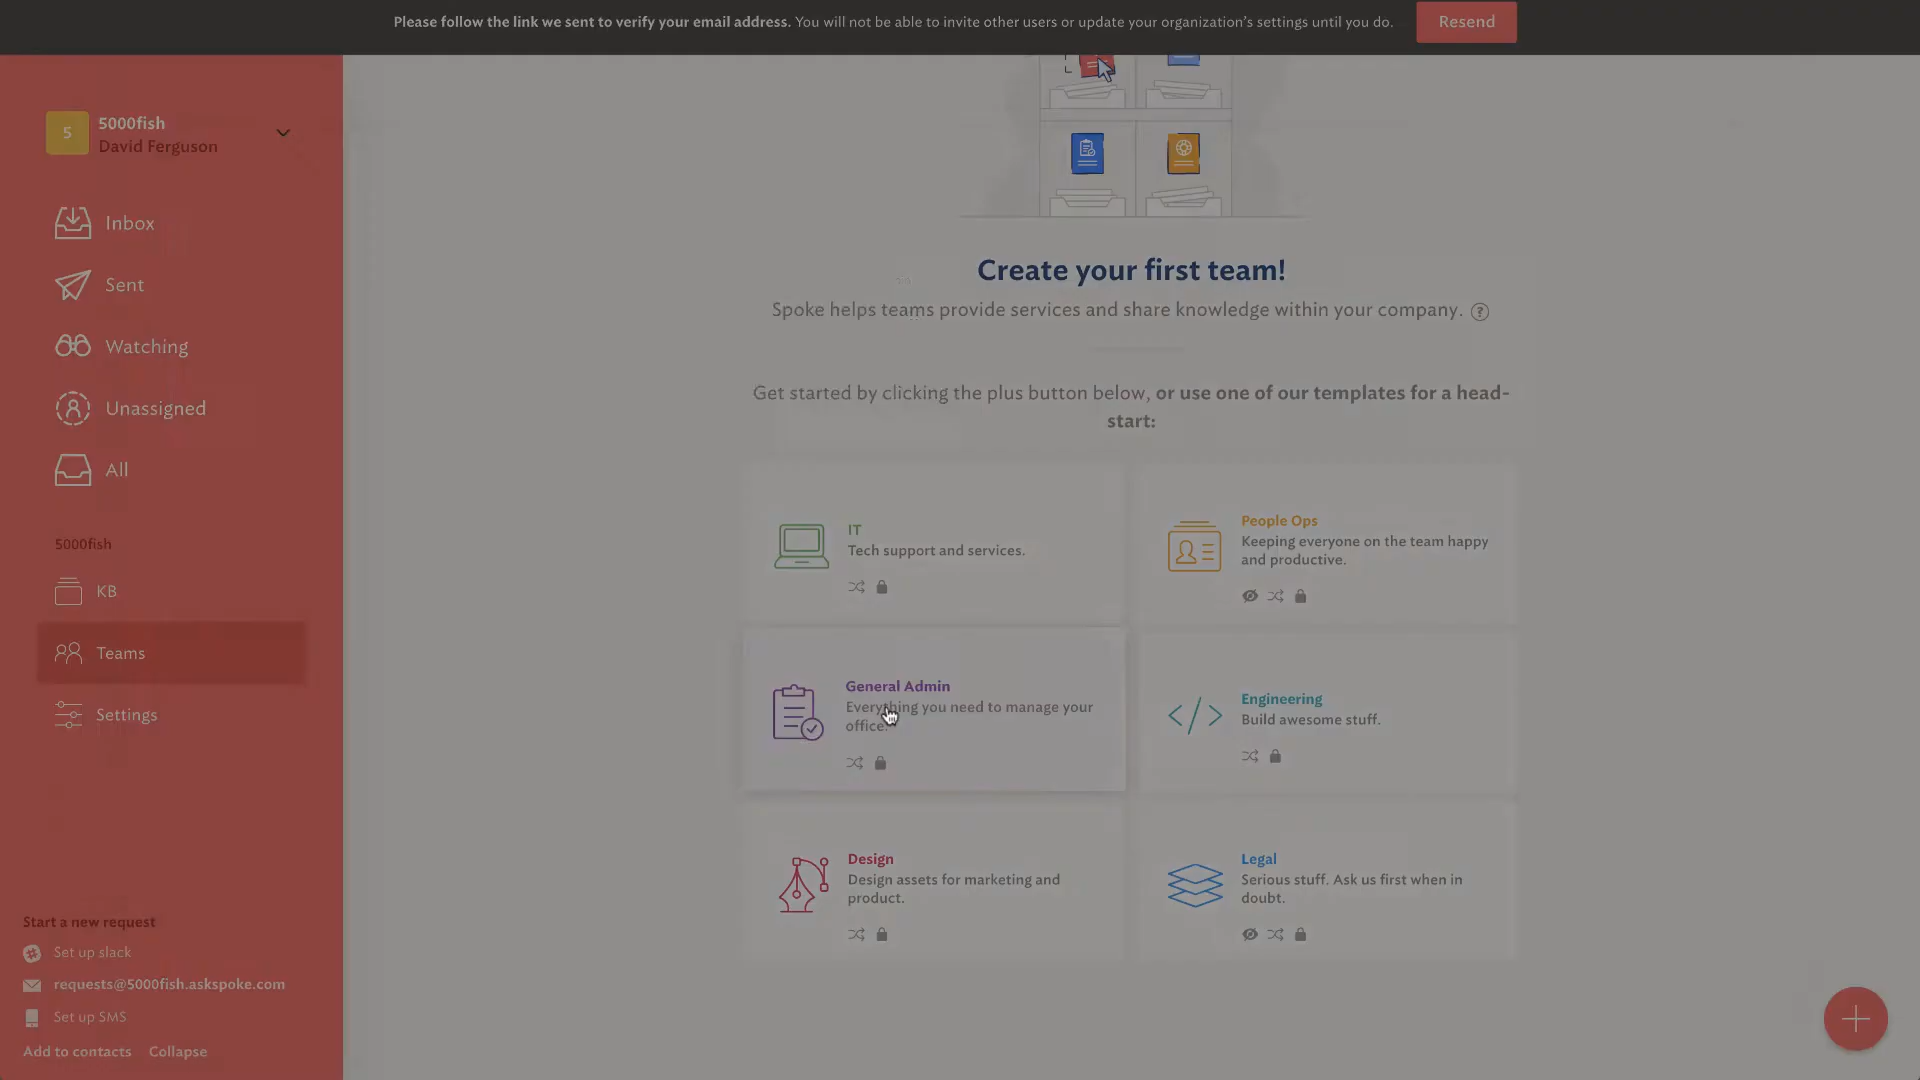 Please follow the link we sent to verify your email address. You will not be able to invite other users or update your organization's settings until you do.
Resend
5
5000fish
David Ferguson
Inbox
Sent
Watching
Unassigned
All
5000fish
KB
Teams
Settings
Start a new request
Set up slack
requests@5000fish.askspoke.com
Set up SMS
Add to contacts Collapse
Create your first team!
Spoke helps teams provide services and share knowledge within your company. ?
Get started by clicking the plus button below, or use one of our templates for a head-
start:
IT
Tech support and services.
People Ops
Keeping everyone on the team happy
and productive.
General Admin
Everything you need to manage your
office.
Engineering
Build awesome stuff.
Design
Design assets for marketing and
product.
Legal
Serious stuff. Ask us first when in
doubt.